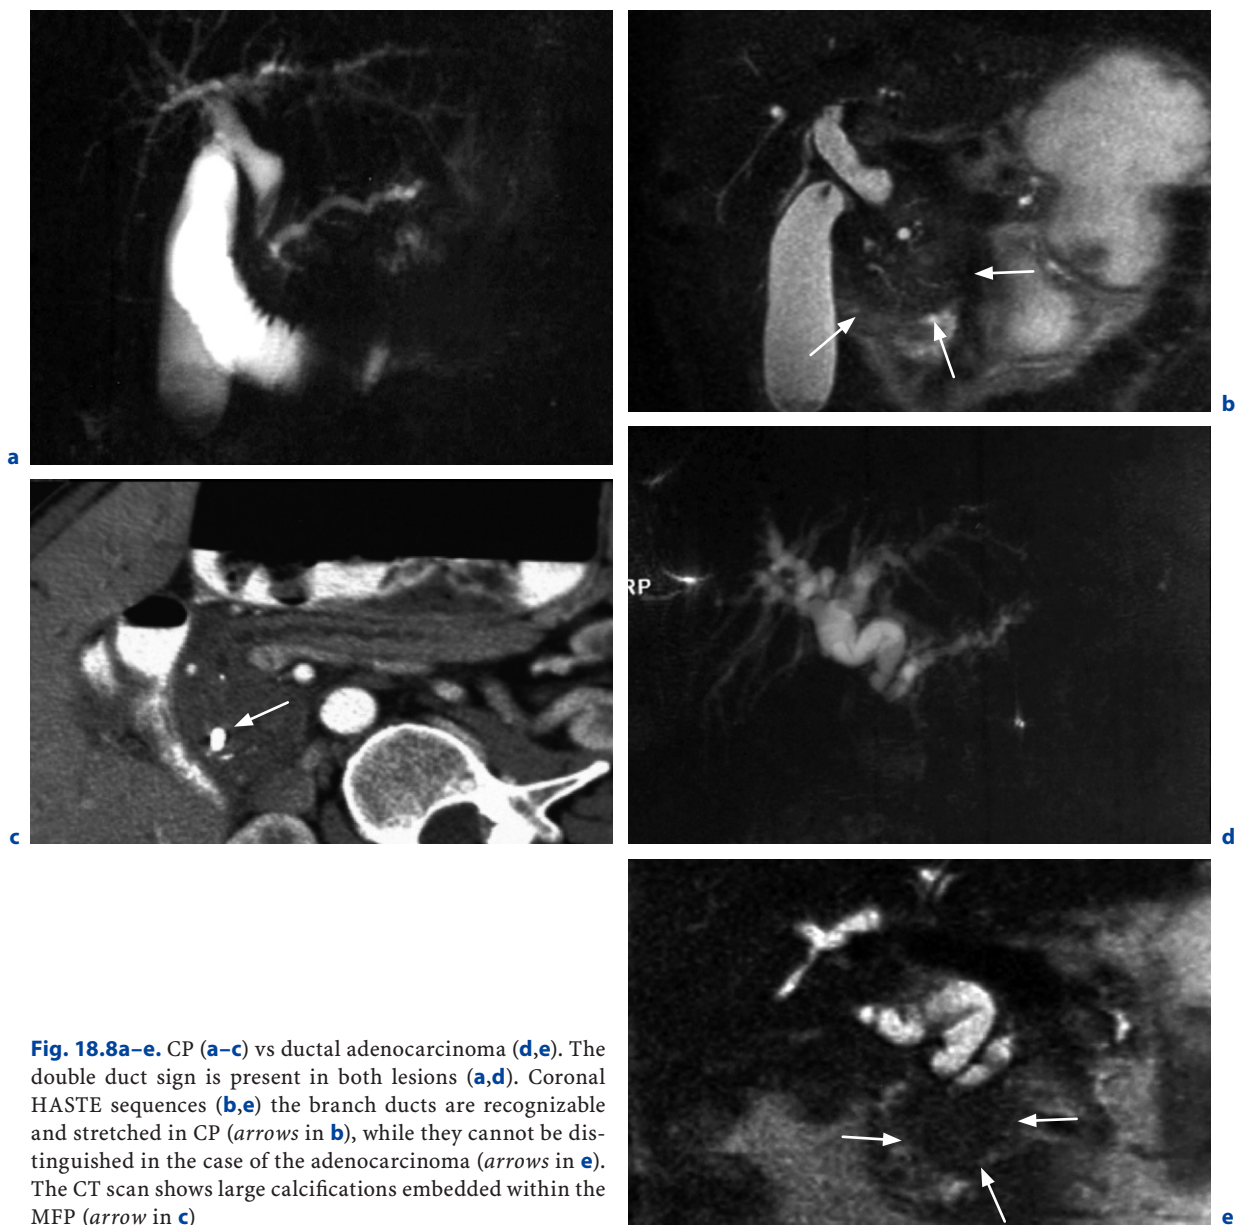 a
b
c
RP
d
Fig. 18.8a–e. CP (a–c) vs ductal adenocarcinoma (d,e). The
double duct sign is present in both lesions (a,d). Coronal
HASTE sequences (b,e) the branch ducts are recognizable
and stretched in CP (arrows in b), while they cannot be dis-
tinguished in the case of the adenocarcinoma (arrows in e).
The CT scan shows large calcifications embedded within the
MFP (arrow in c)
e